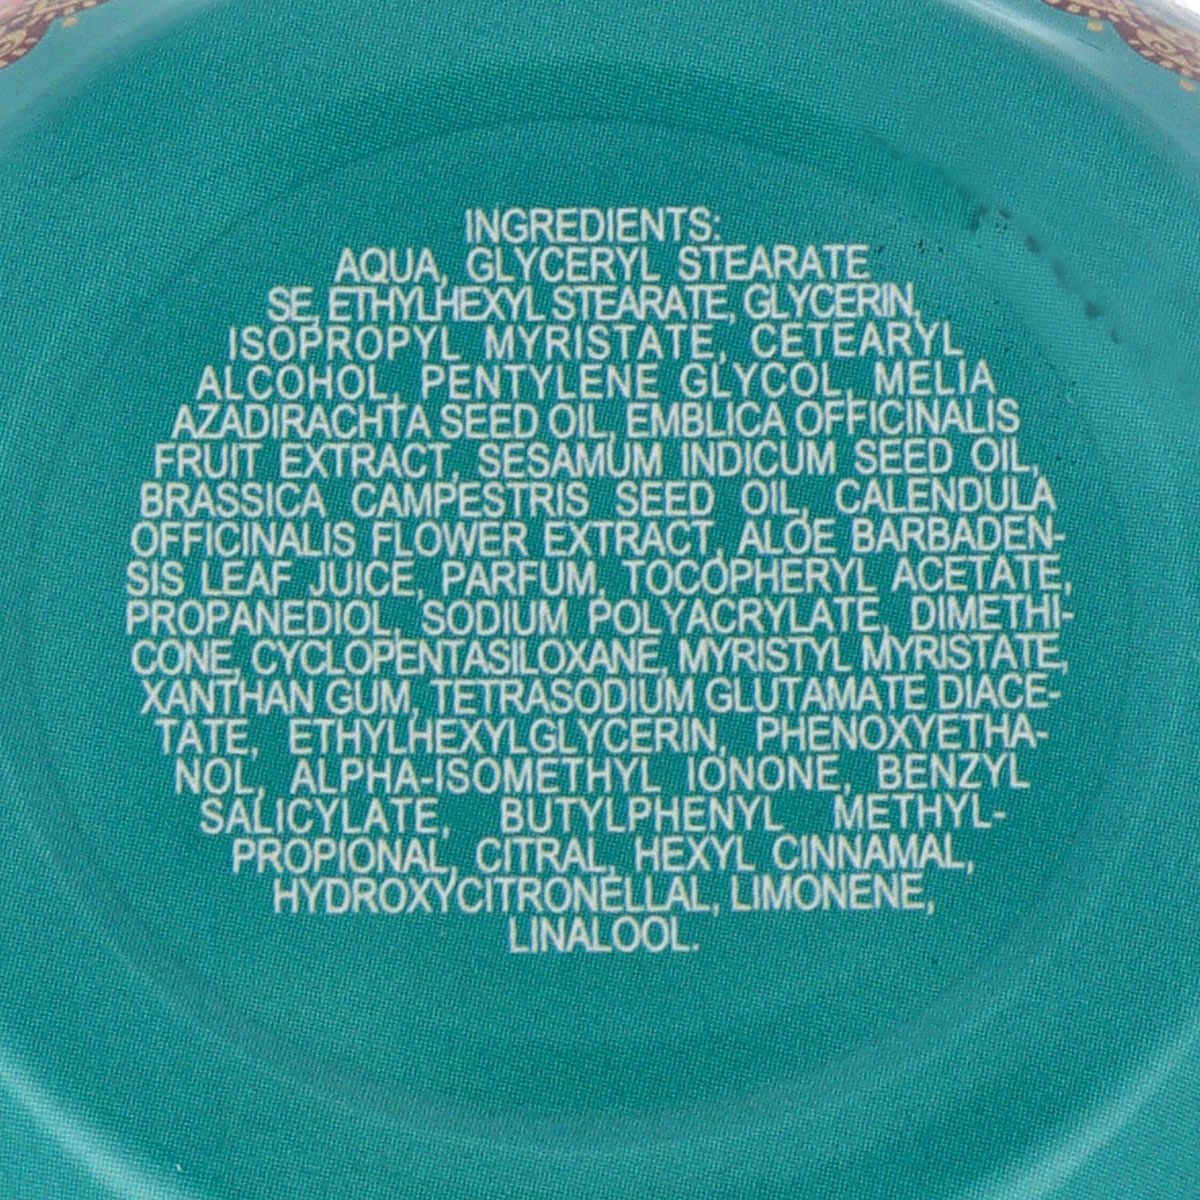 INGREDIENTS:
AQUA, GLYCERYL STEARATE
SE, ETHYLHEXYL STEARATE, GLYCERIN,
ISOPROPYL MYRISTATE, CETEARYL
ALCOHOL, PENTYLENE GLYCOL, MELIA
AZADIRACHTA SEED OIL, EMBLICA OFFICINALIS
FRUIT EXTRACT, SESAMUM INDICUM SEED OIL,
BRASSICA CAMPESTRIS SEED OIL, CALENDULA
OFFICINALIS FLOWER EXTRACT, ALOE BARBADEN-
SIS LEAF JUICE, PARFUM, TOCOPHERYL ACETATE,
PROPANEDIOL, SODIUM POLYACRYLATE, DIMETHI-
CONE, CYCLOPENTASILOXANE, MYRISTYL MYRISTATE,
XANTHAN GUM, TETRASODIUM GLUTAMATE DIACE-
TATE, ETHYLHEXYLGLYCERIN, PHENOXYETHA-
NOL, ALPHA-ISOMETHYL IONONE, BENZYL
SALICYLATE, BUTYLPHENYL METHYL-
PROPIONAL, CITRAL, HEXYL CINNAMAL,
HYDROXYCITRONELLAL, LIMONENE,
LINALOOL.